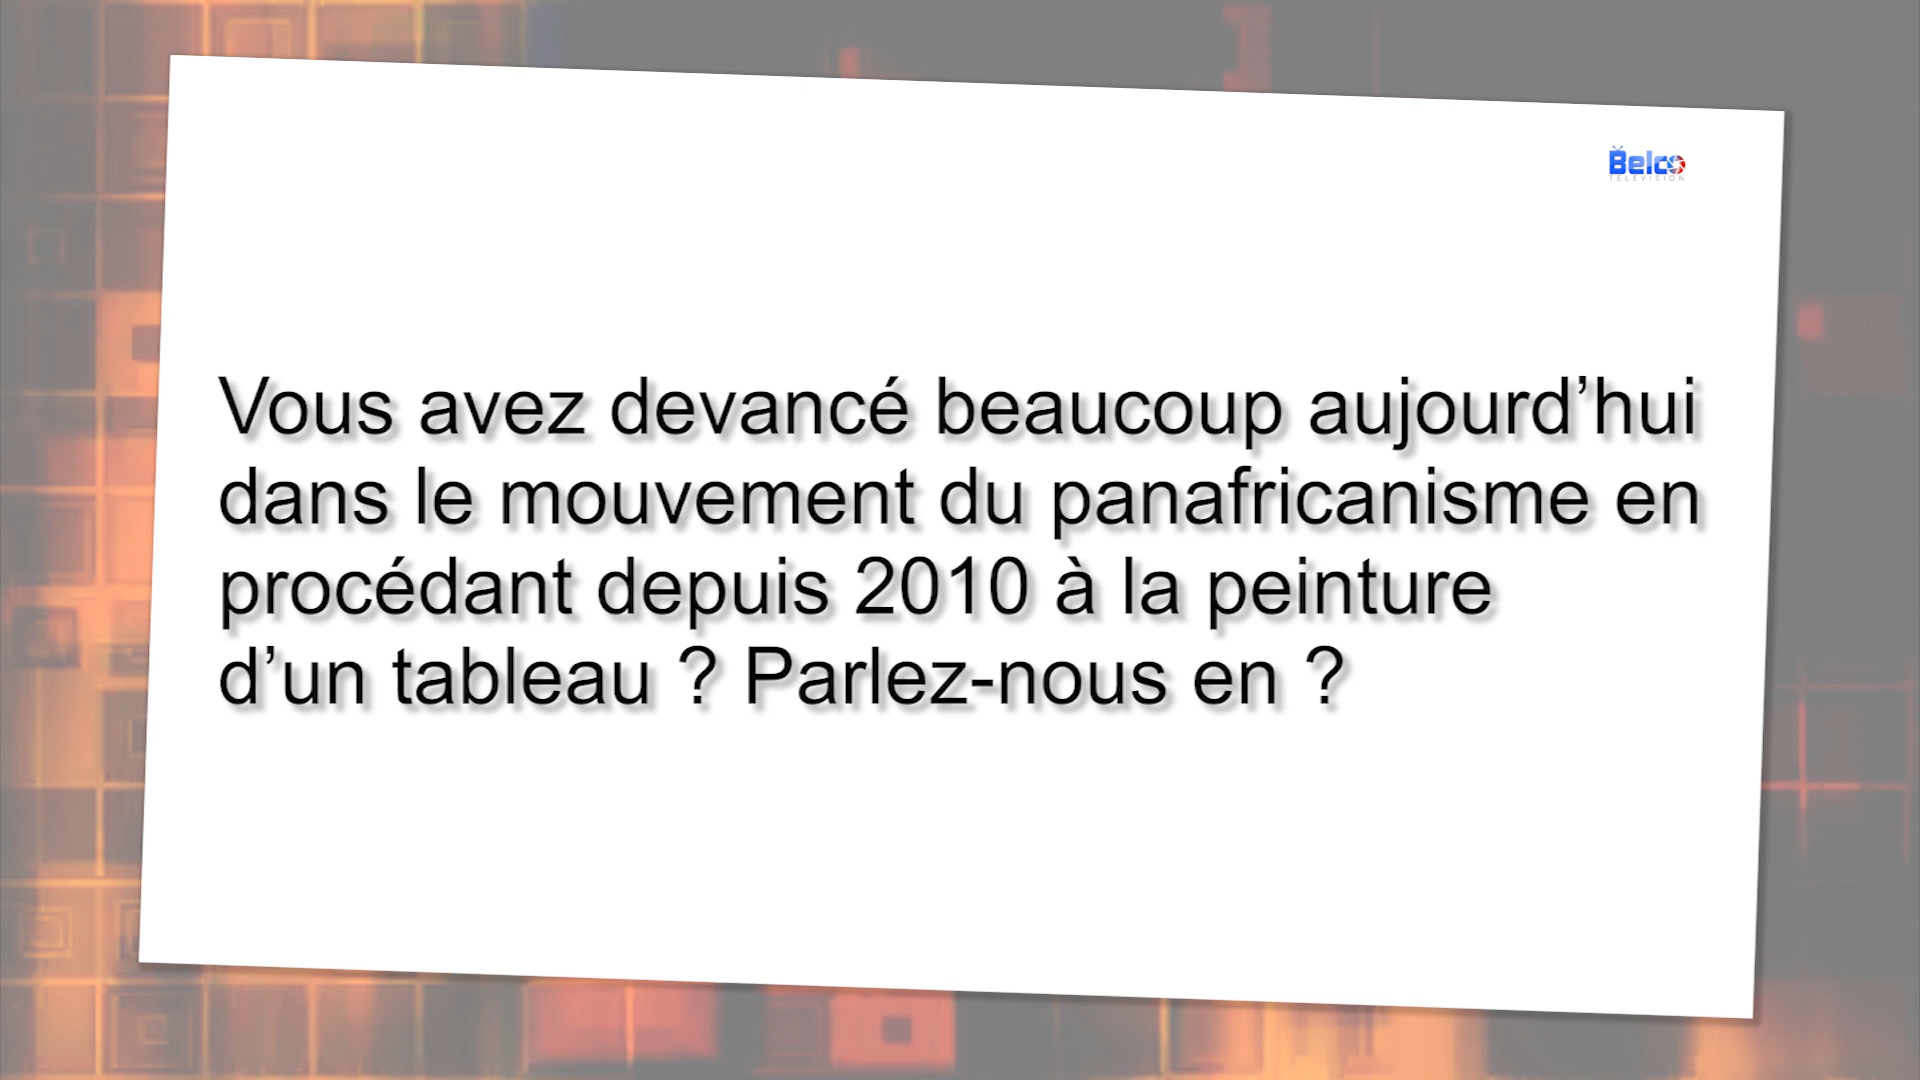 Belco
TELEVISION
Vous avez devancé beaucoup aujourd’hui
dans le mouvement du panafricanisme en
procédant depuis 2010 à la peinture
d’un tableau ? Parlez-nous en ?